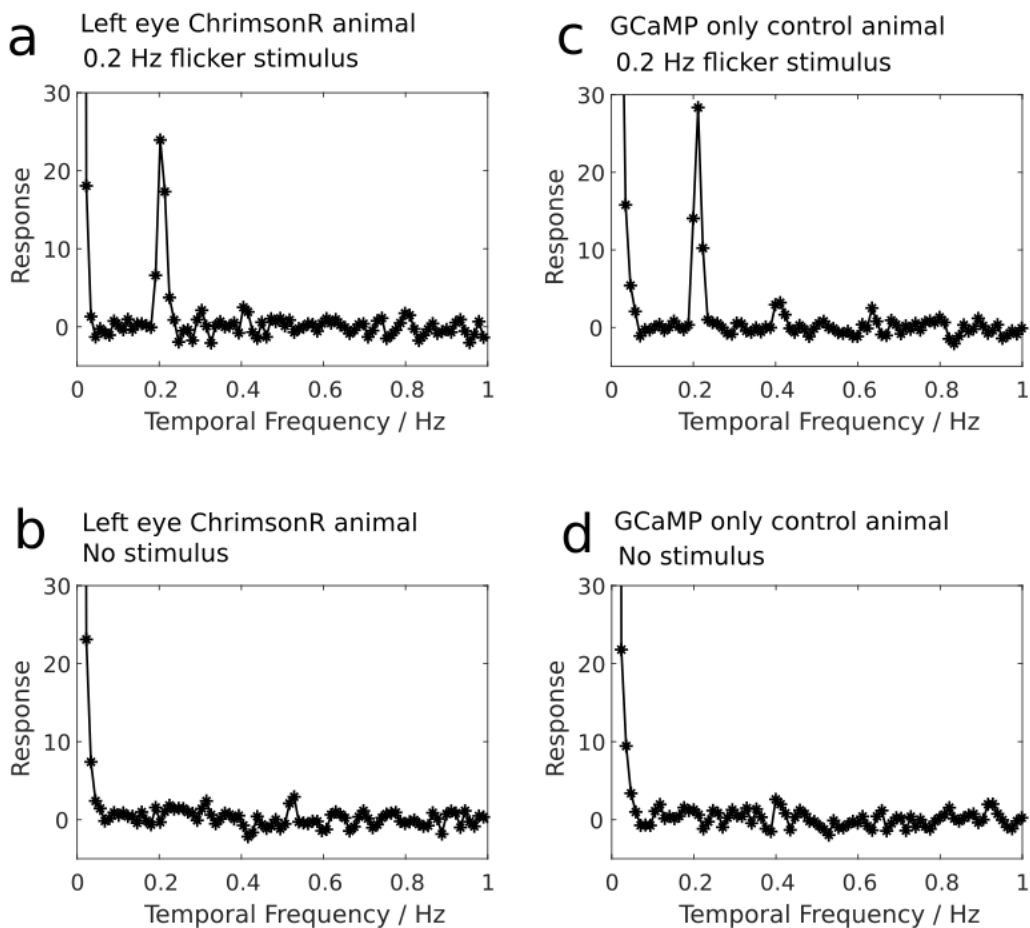 a
Left eye ChrimsonR animal
0.2 Hz flicker stimulus
30
20
10
0
Response
0 0.2 0.4 0.6 0.8 1
Temporal Frequency / Hz
c
GCaMP only control animal
0.2 Hz flicker stimulus
30
20
10
0
Response
0 0.2 0.4 0.6 0.8 1
Temporal Frequency / Hz
b
Left eye ChrimsonR animal
No stimulus
30
20
10
0
Response
0 0.2 0.4 0.6 0.8 1
Temporal Frequency / Hz
d
GCaMP only control animal
No stimulus
30
20
10
0
Response
0 0.2 0.4 0.6 0.8 1
Temporal Frequency / Hz